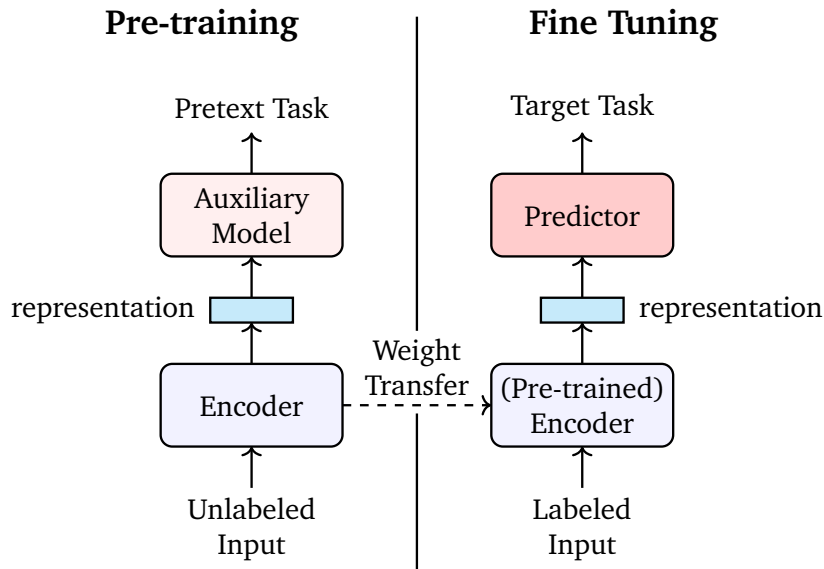 Pre-training
Pretext Task
Auxiliary
Model
representation
Encoder
Unlabeled
Input
Weight
Transfer
Fine Tuning
Target Task
Predictor
representation
(Pre-trained)
Encoder
Labeled
Input